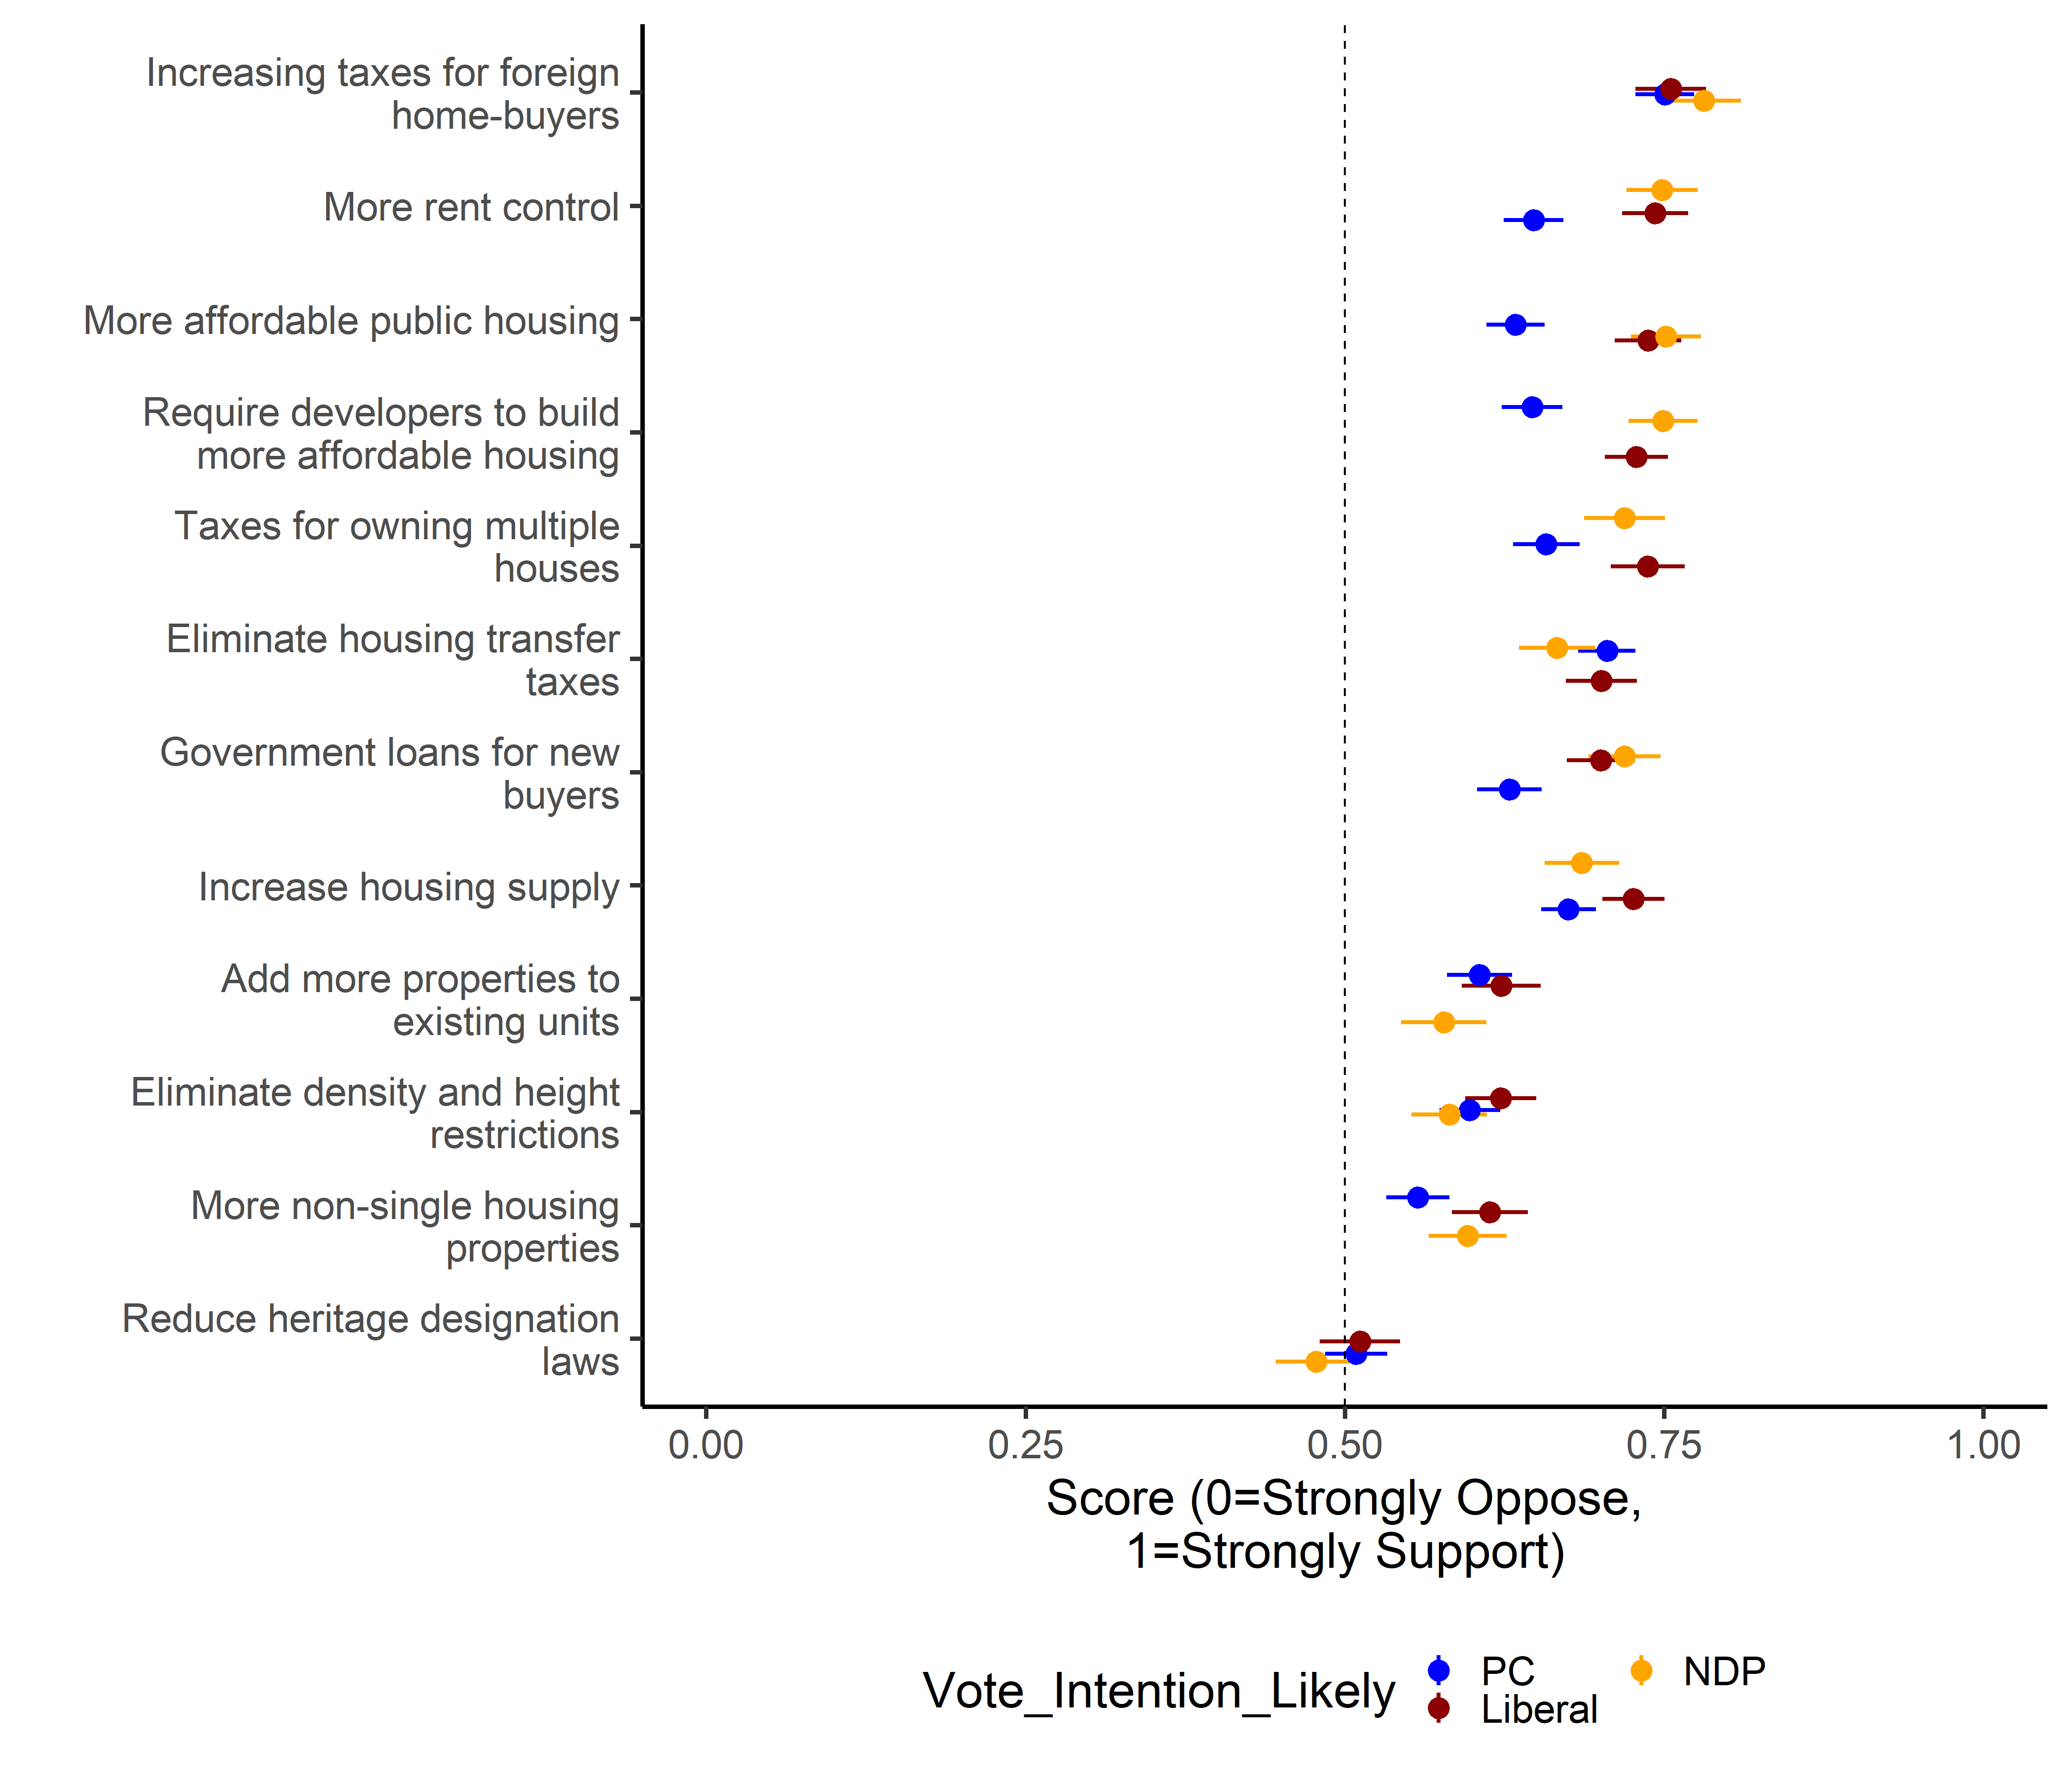 Increasing taxes for foreign
home-buyers
More rent control
More affordable public housing
Require developers to build
more affordable housing
Taxes for owning multiple
houses
Eliminate housing transfer
taxes
Government loans for new
buyers
Increase housing supply
Add more properties to
existing units
Eliminate density and height
restrictions
More non-single housing
properties
Reduce heritage designation
laws
0.00 0.25 0.50 0.75 1.00
Score (0=Strongly Oppose,
1=Strongly Support)
Vote_Intention_Likely
PC NDP
Liberal